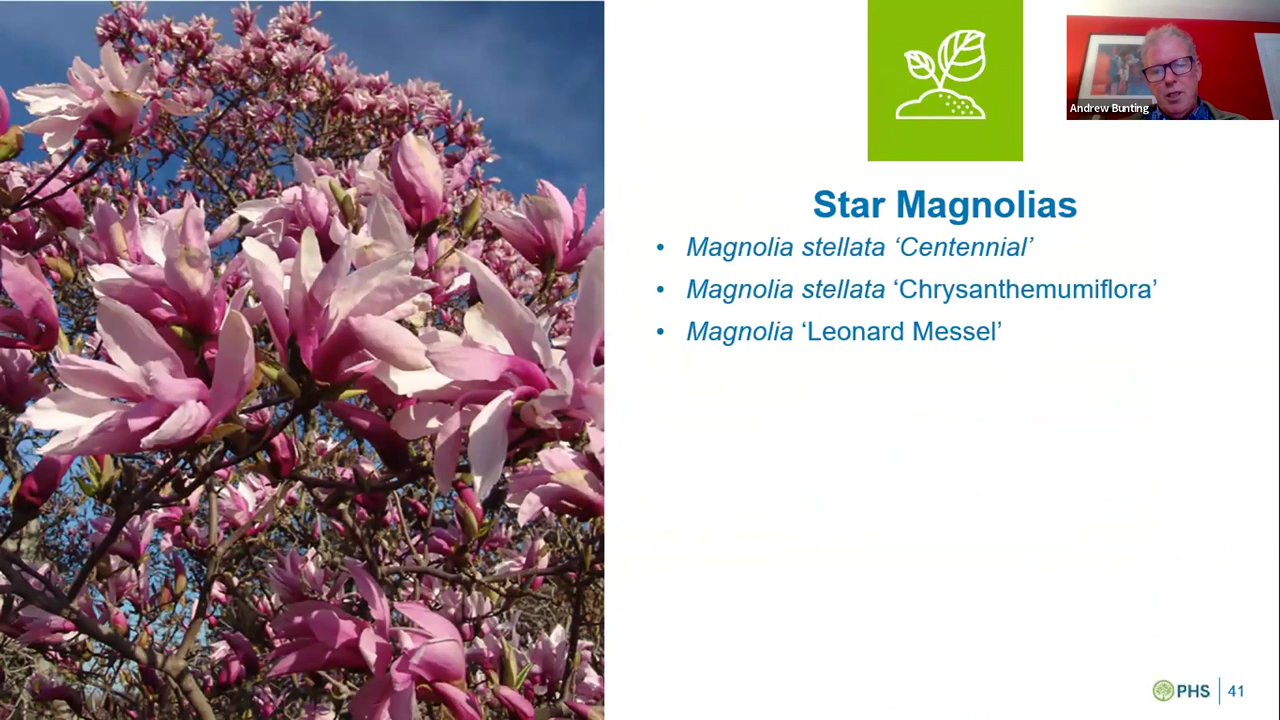 Andrew Bunting
Star Magnolias
• Magnolia stellata ‘Centennial’
• Magnolia stellata ‘Chrysanthemumiflora’
• Magnolia ‘Leonard Messel’
PHS
41